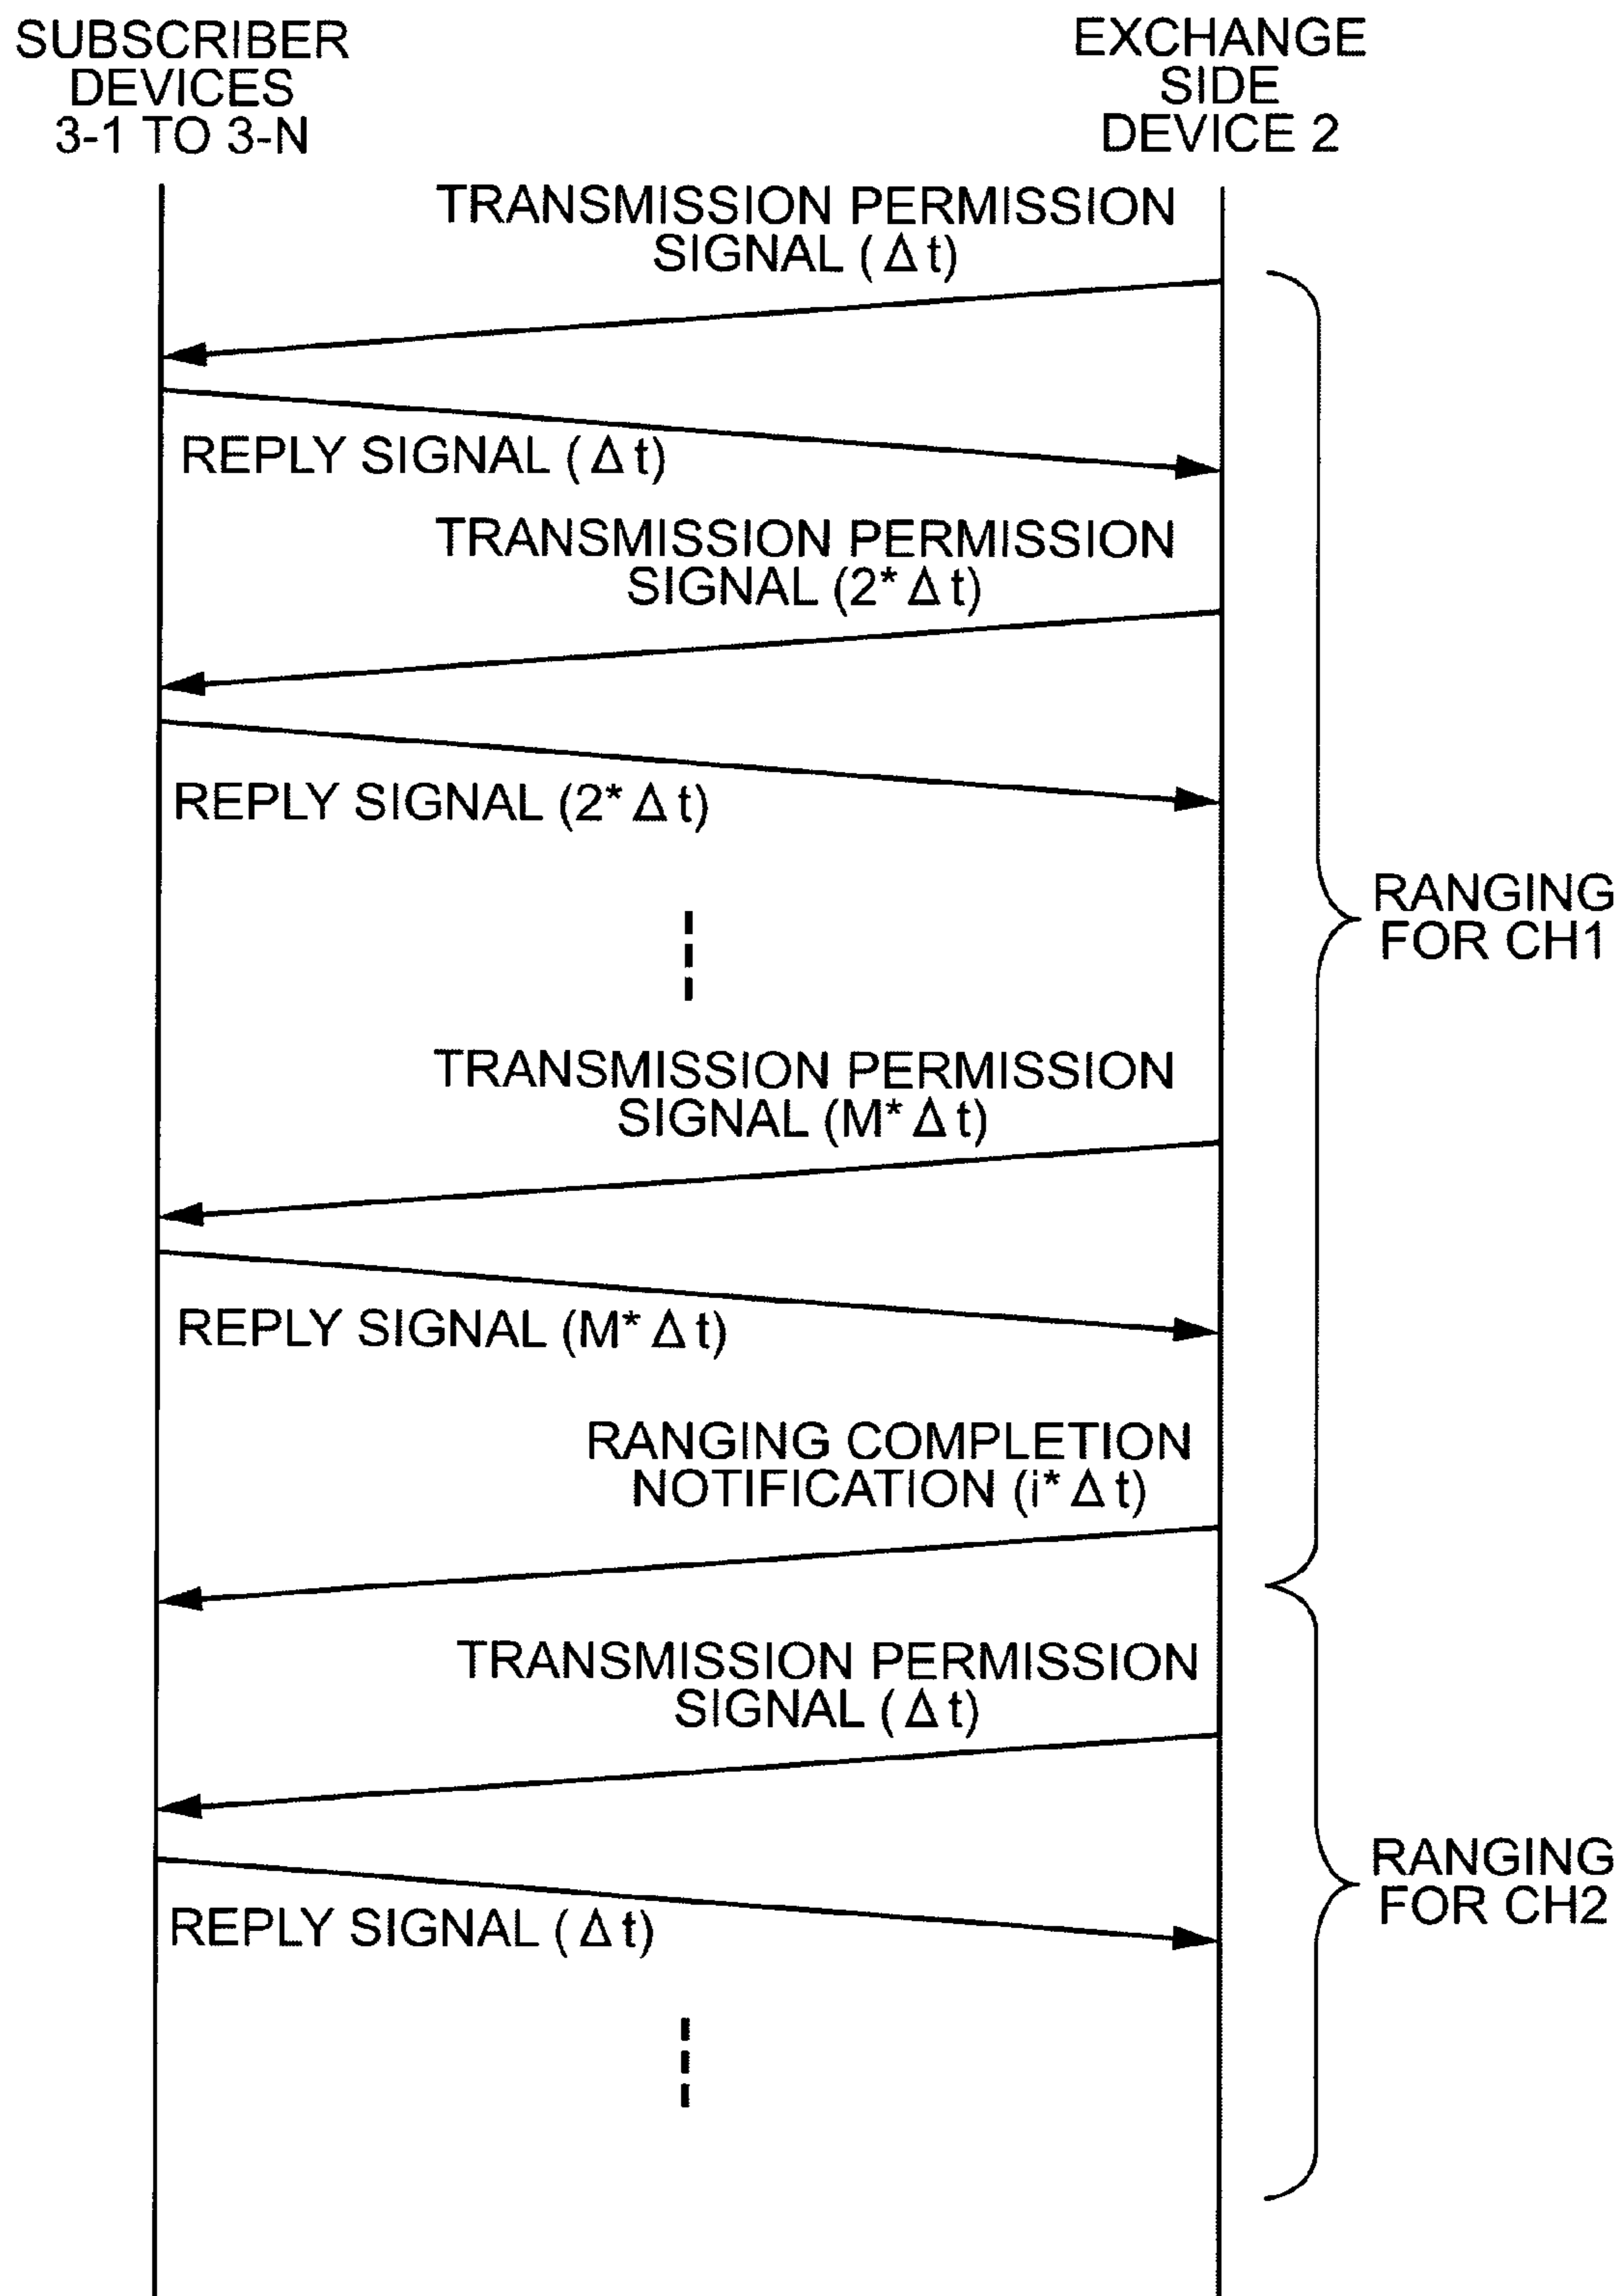 SUBSCRIBER
DEVICES
3-1 TO 3-N
EXCHANGE
SIDE
DEVICE 2
TRANSMISSION PERMISSION
SIGNAL (Δt)
REPLY SIGNAL (Δt)
TRANSMISSION PERMISSION
SIGNAL (2*Δt)
REPLY SIGNAL (2*Δt)
RANGING
FOR CH1
TRANSMISSION PERMISSION
SIGNAL (M*Δt)
REPLY SIGNAL (M*Δt)
RANGING COMPLETION
NOTIFICATION (i*Δt)
TRANSMISSION PERMISSION
SIGNAL (Δt)
RANGING
FOR CH2
REPLY SIGNAL (Δt)